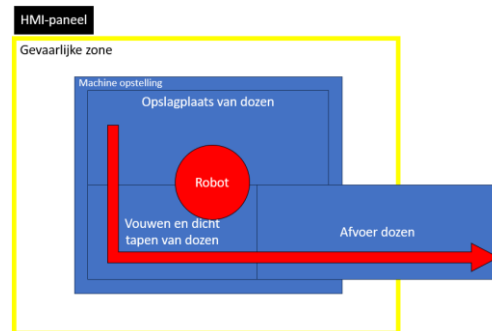 HMI-paneel
Gevaarlijke zone
Machine opstelling
Opslagplaats van dozen
Robot
Vouwen en dicht
tapen van dozen
Afvoer dozen